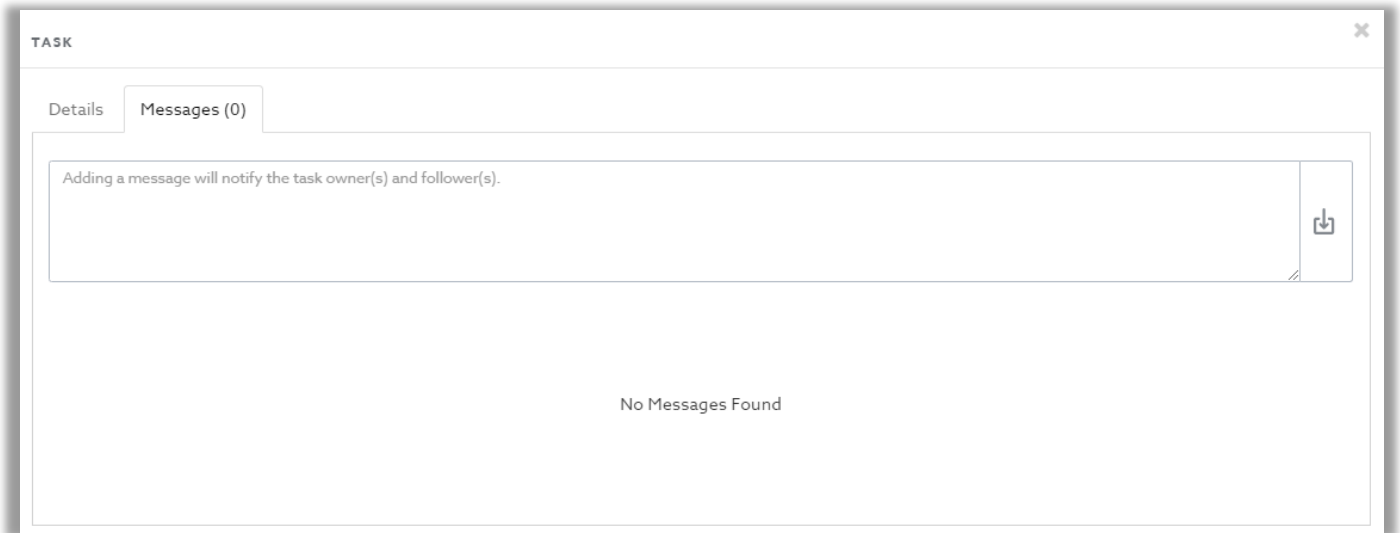 TASK
Details
Messages (0)
Adding a message will notify the task owner(s) and follower(s).
No Messages Found